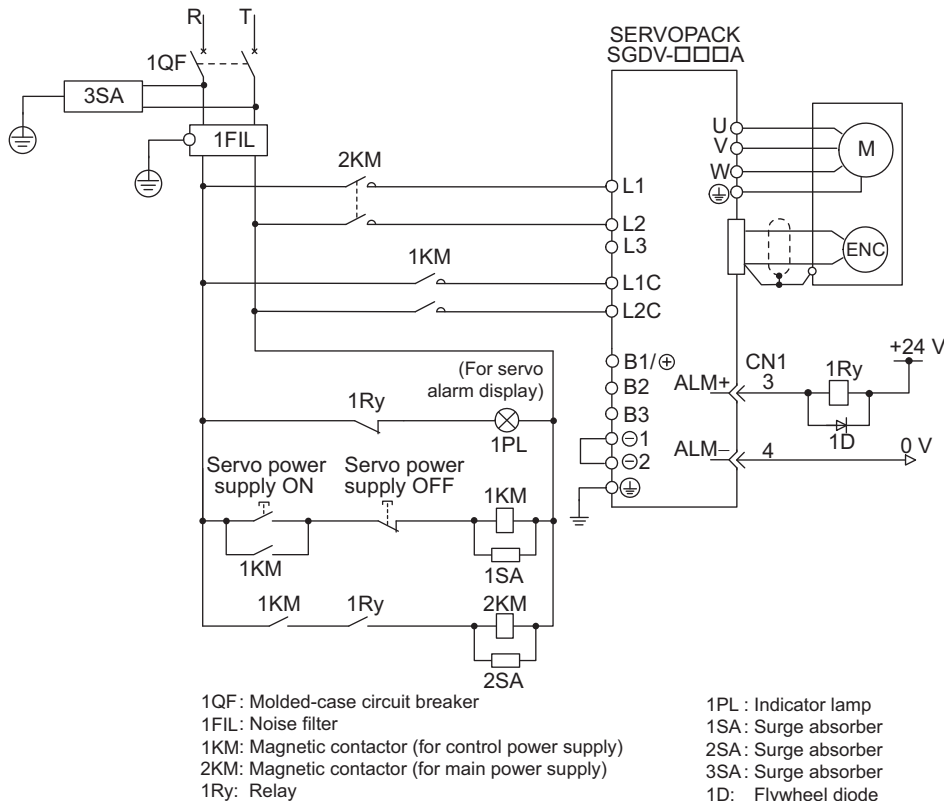 R T
1QF
3SA
1FIL
2KM
1KM
SERVOPACK
SGDV-□□□A
L1
L2
L3
L1C
L2C
B1/⊕
B2
B3
⊖1
⊖2
U
V
W
M
ENC
CN1
ALM+ 3
1Ry
+24 V
1D
ALM− 4
0 V
(For servo
alarm display)
1Ry
1PL
Servo power
supply ON
Servo power
supply OFF
1KM
1KM
1SA
1KM
1Ry
2KM
2SA
1QF: Molded-case circuit breaker
1FIL: Noise filter
1KM: Magnetic contactor (for control power supply)
2KM: Magnetic contactor (for main power supply)
1Ry: Relay
1PL : Indicator lamp
1SA: Surge absorber
2SA: Surge absorber
3SA: Surge absorber
1D: Flywheel diode